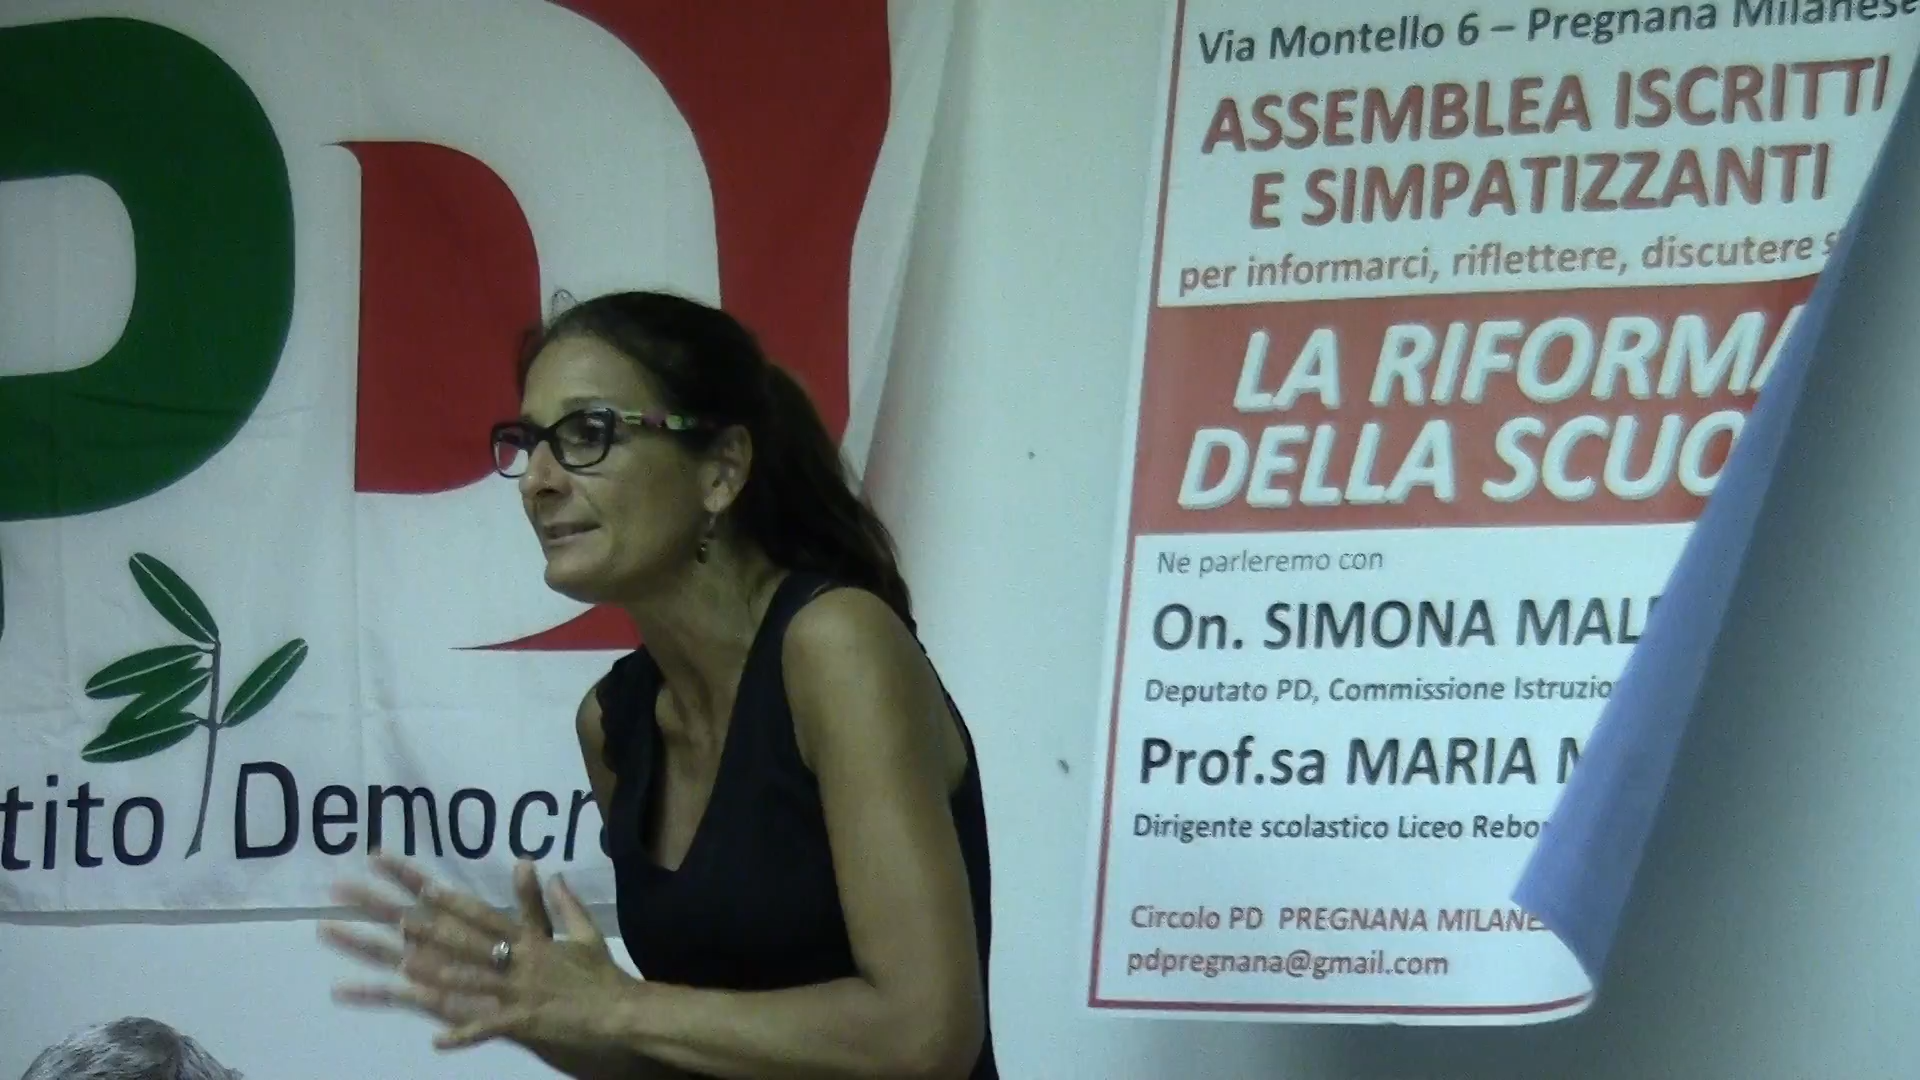 PD
tito Democr
Via Montello 6 – Pregnana Milanese
ASSEMBLEA ISCRITTI
E SIMPATIZZANTI
per informarci, riflettere, discutere s
LA RIFORMA
DELLA SCUO
Ne parleremo con
On. SIMONA MAL
Deputato PD, Commissione Istruzio
Prof.sa MARIA
Dirigente scolastico Liceo Rebo
Circolo PD PREGNANA MILANE
pdpregnana@gmail.com